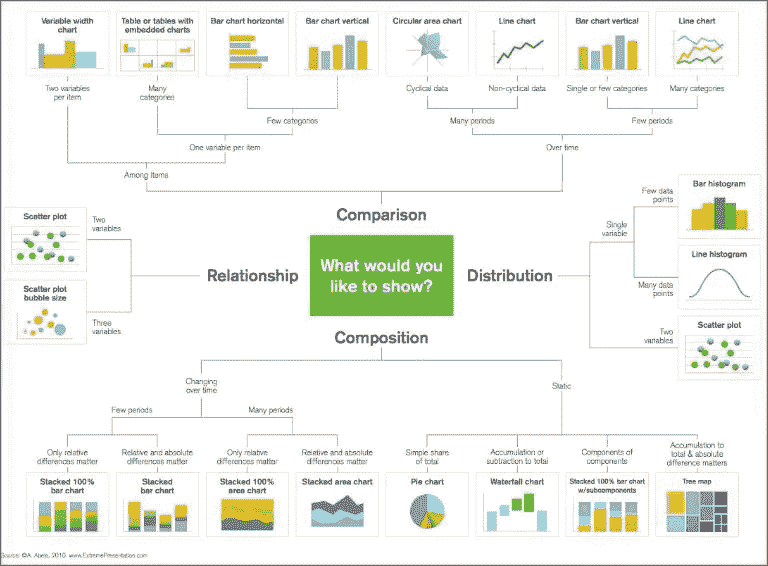 Variable width
chart
Table or tables with
embedded charts
Bar chart horizontal
Bar chart vertical
Circular area chart
Line chart
Bar chart vertical
Line chart
Two variables
per item
Many
categories
Cyclical data
Non-cyclical data
Single or few categories
Many categories
Few categories
Many periods
Few periods
One variable per item
Over time
Among items
Comparison
Scatter plot
Two
variables
Relationship
Scatter plot
bubble size
Three
variables
What would you
like to show?
Distribution
Single
variable
Few data
points
Bar histogram
Many data
points
Line histogram
Two
variables
Scatter plot
Composition
Changing
over time
Static
Few periods
Many periods
Only relative
differences matter
Relative and absolute
differences matter
Only relative
differences matter
Relative and absolute
differences matter
Simple share
of total
Accumulation or
subtraction to total
Components of
components
Accumulation to
total & absolute
difference matters
Stacked 100%
bar chart
Stacked
bar chart
Stacked 100%
area chart
Stacked area chart
Pie chart
Waterfall chart
Stacked 100% bar chart
w/subcomponents
Tree map
Source: ©A. Abela, 2010. www.ExtremePresentation.com